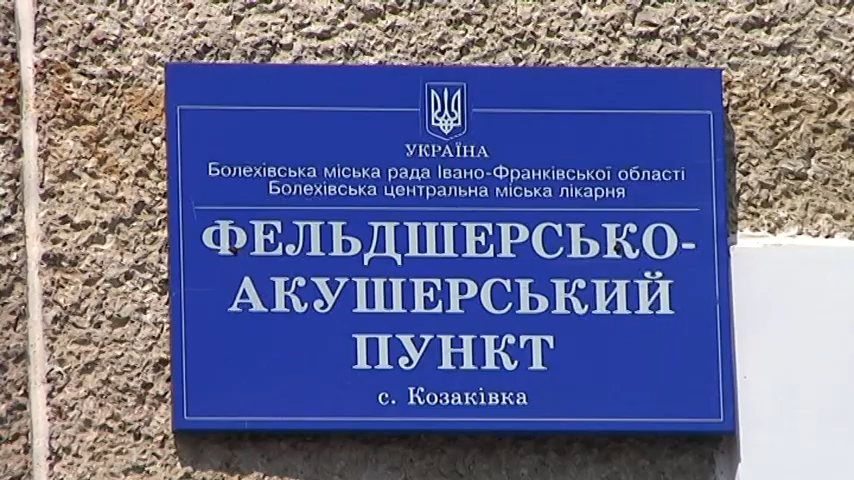 УКРАЇНА
Болехівська міська рада Івано-Франківської області
Болехівська центральна міська лікарня
ФЕЛЬДШЕРСЬКО-
АКУШЕРСЬКИЙ
ПУНКТ
с. Козаківка